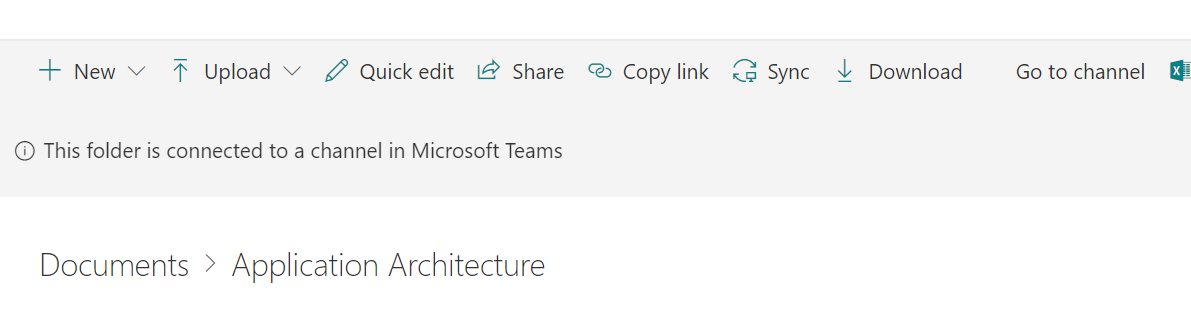 New Upload Quick edit Share Copy link Sync Download Go to channel
This folder is connected to a channel in Microsoft Teams
Documents > Application Architecture